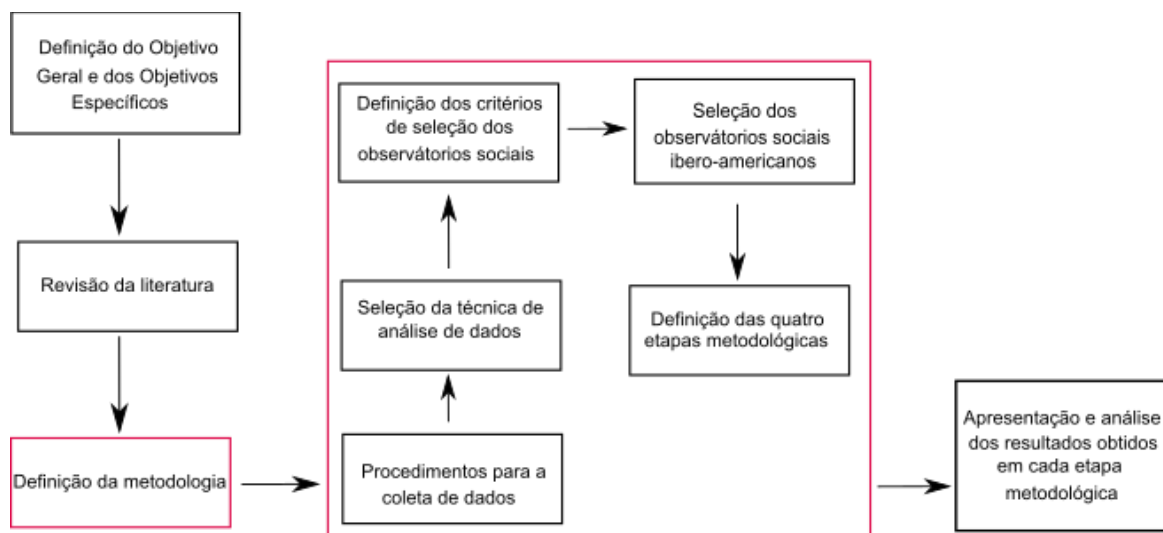 Definição do Objetivo
Geral e dos Objetivos
Específicos
Revisão da literatura
Definição da metodologia
Procedimentos para a
coleta de dados
Seleção da técnica de
análise de dados
Definição dos critérios
de seleção dos
observátorios sociais
Seleção dos
observátorios sociais
ibero-americanos
Definição das quatro
etapas metodológicas
Apresentação e análise
dos resultados obtidos
em cada etapa
metodológica